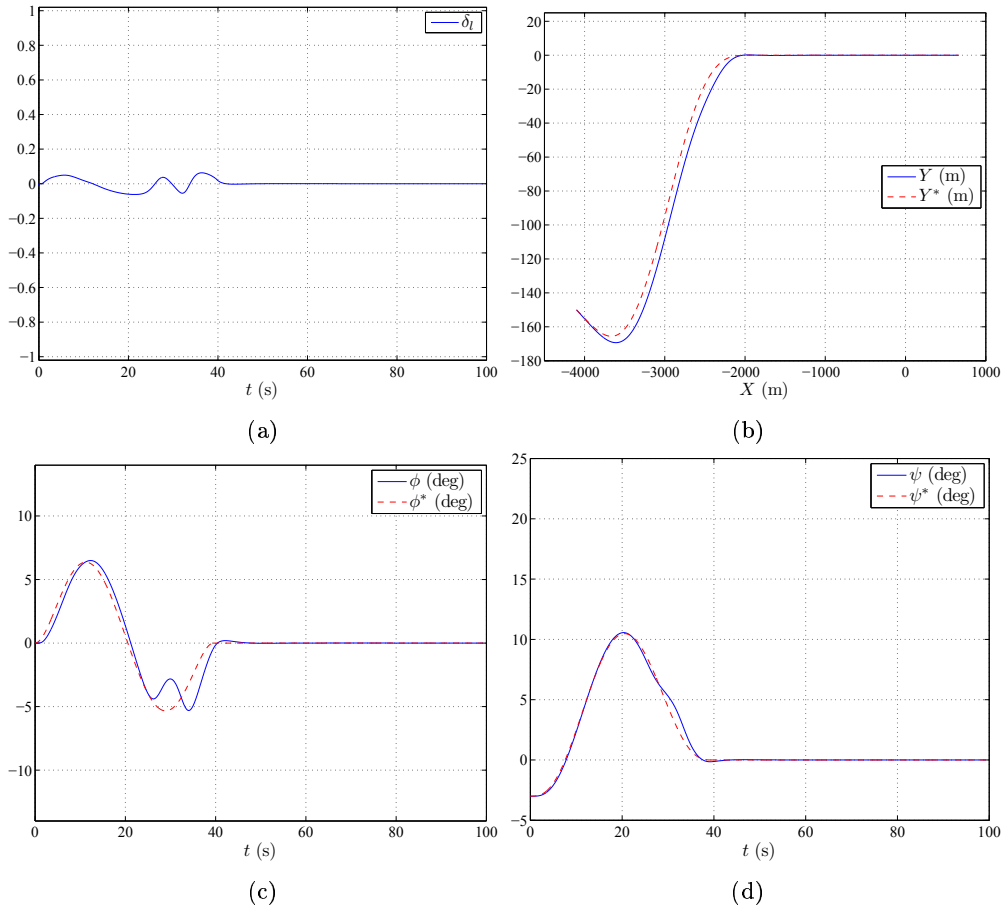 1
0.8
0.6
0.4
0.2
0
−0.2
−0.4
−0.6
−0.8
−1
0 20 40 60 80 100
t (s)
δ_l
(a)
20
0
−20
−40
−60
−80
−100
−120
−140
−160
−180
−4000 −3000 −2000 −1000 0 1000
X (m)
Y (m)
Y* (m)
(b)
10
5
0
−5
−10
0 20 40 60 80 100
t (s)
ϕ (deg)
ϕ* (deg)
(c)
25
20
15
10
5
0
−5
0 20 40 60 80 100
t (s)
ψ (deg)
ψ* (deg)
(d)